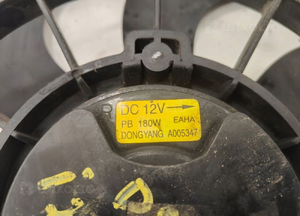 DC 12V
PB 180W EAHA
DONGYANG A005347